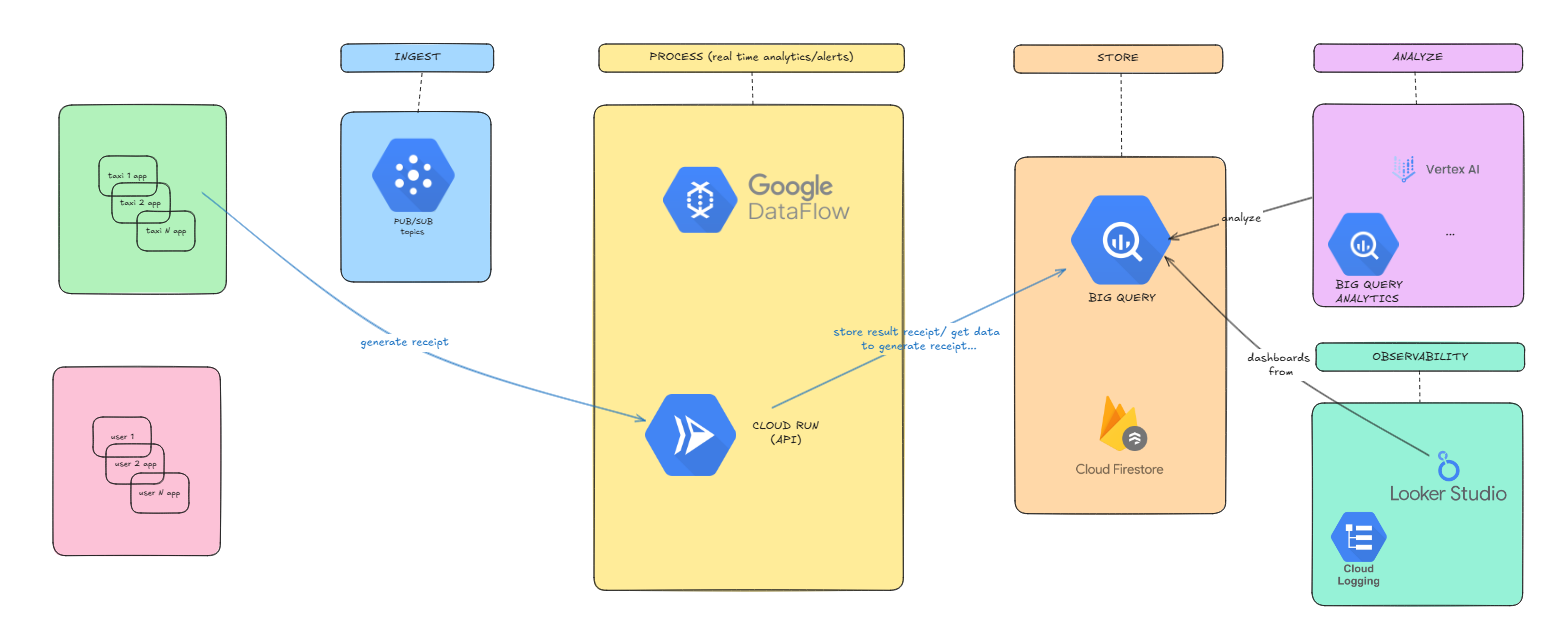 INGEST
PROCESS (real time analytics/alerts)
STORE
ANALYZE
taxi 1 app
taxi 2 app
taxi N app
PUB/SUB
topics
Google
DataFlow
Vertex AI
analyze
...
BIG QUERY
BIG QUERY
ANALYTICS
generate receipt
store result receipt/ get data
to generate receipt...
dashboards
from
OBSERVABILITY
user 1
user 2 app
user N app
CLOUD RUN
(API)
Cloud Firestore
Looker Studio
Cloud
Logging